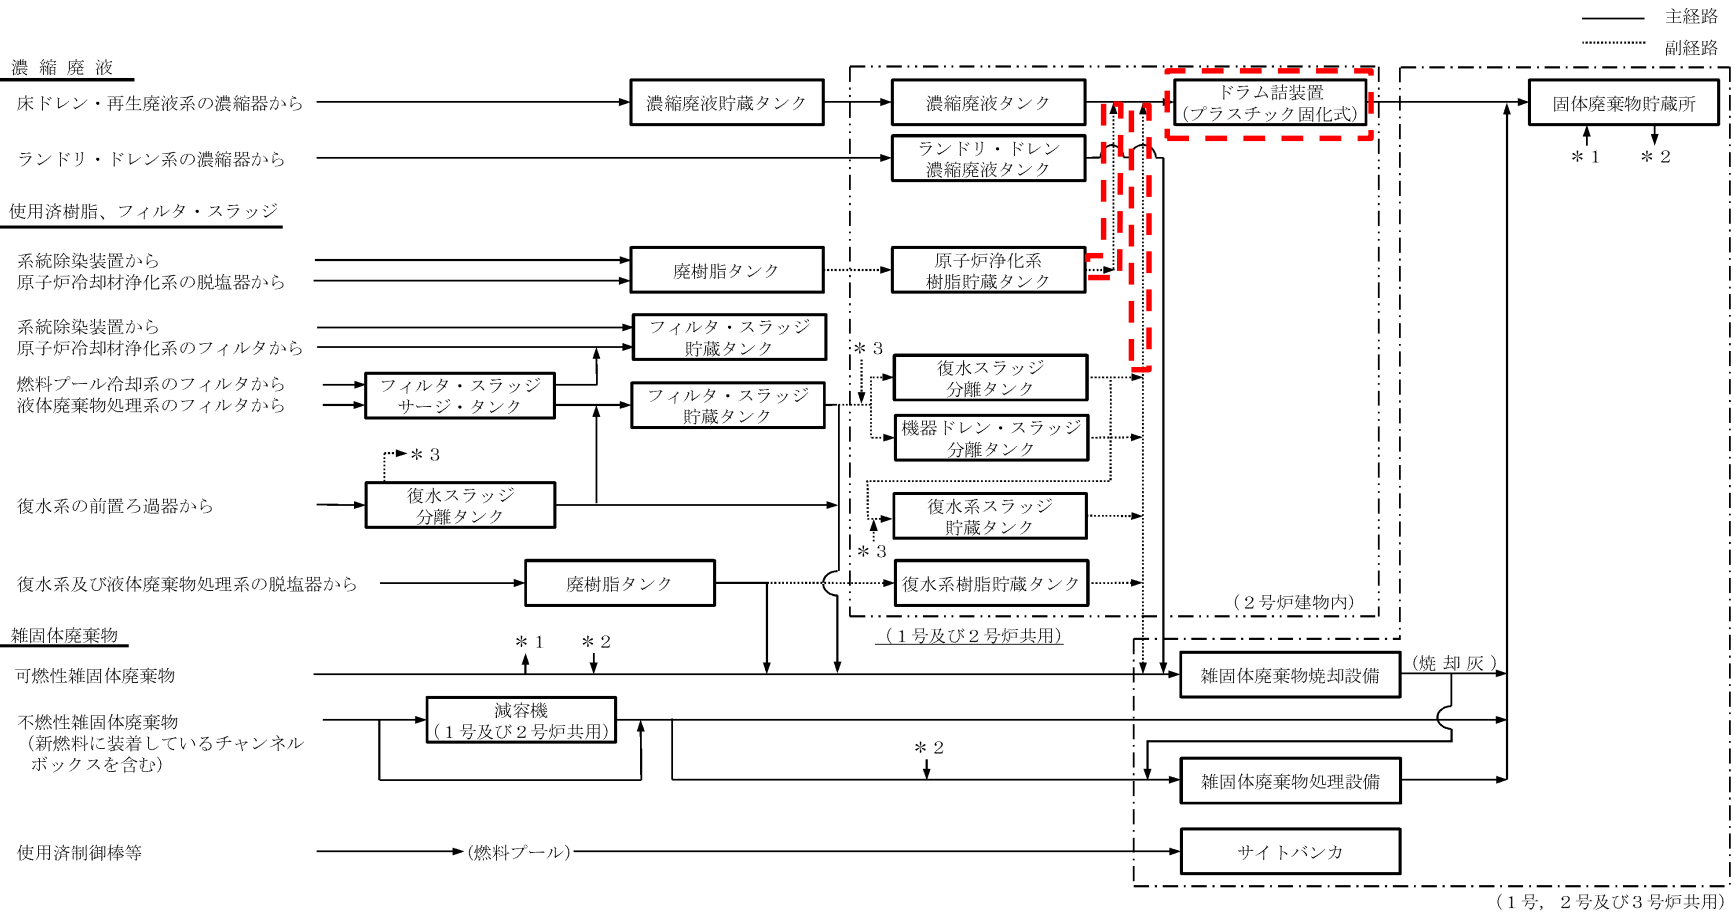 主経路
副経路
濃縮廃液
床ドレン・再生廃液系の濃縮器から
濃縮廃液貯蔵タンク
濃縮廃液タンク
ドラム詰装置
(プラスチック固化式)
固体廃棄物貯蔵所
＊1
＊2
ランドリ・ドレン系の濃縮器から
ランドリ・ドレン
濃縮廃液タンク
使用済樹脂、フィルタ・スラッジ
系統除染装置から
原子炉冷却材浄化系の脱塩器から
廃樹脂タンク
原子炉浄化系
樹脂貯蔵タンク
系統除染装置から
原子炉冷却材浄化系のフィルタから
フィルタ・スラッジ
貯蔵タンク
燃料プール冷却系のフィルタから
液体廃棄物処理系のフィルタから
フィルタ・スラッジ
サージ・タンク
フィルタ・スラッジ
貯蔵タンク
＊3
復水スラッジ
分離タンク
機器ドレン・スラッジ
分離タンク
＊3
復水系の前置ろ過器から
復水スラッジ
分離タンク
復水系スラッジ
貯蔵タンク
＊3
復水系及び液体廃棄物処理系の脱塩器から
廃樹脂タンク
復水系樹脂貯蔵タンク
(２号炉建物内)
(１号及び２号炉共用)
雑固体廃棄物
＊1
＊2
可燃性雑固体廃棄物
雑固体廃棄物焼却設備
(焼却灰)
不燃性雑固体廃棄物
(新燃料に装着しているチャンネル
ボックスを含む)
減容機
(１号及び２号炉共用)
＊2
雑固体廃棄物処理設備
使用済制御棒等
(燃料プール)
サイトバンカ
(１号，２号及び３号炉共用)